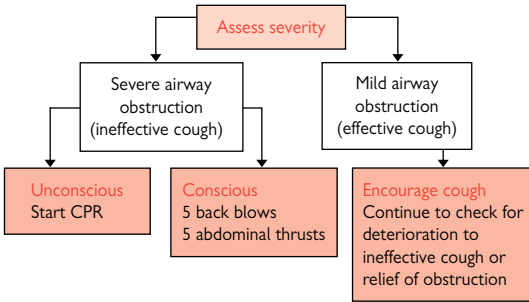 Assess severity
Severe airway
obstruction
(ineffective cough)
Mild airway
obstruction
(effective cough)
Unconscious
Start CPR
Conscious
5 back blows
5 abdominal thrusts
Encourage cough
Continue to check for
deterioration to
ineffective cough or
relief of obstruction